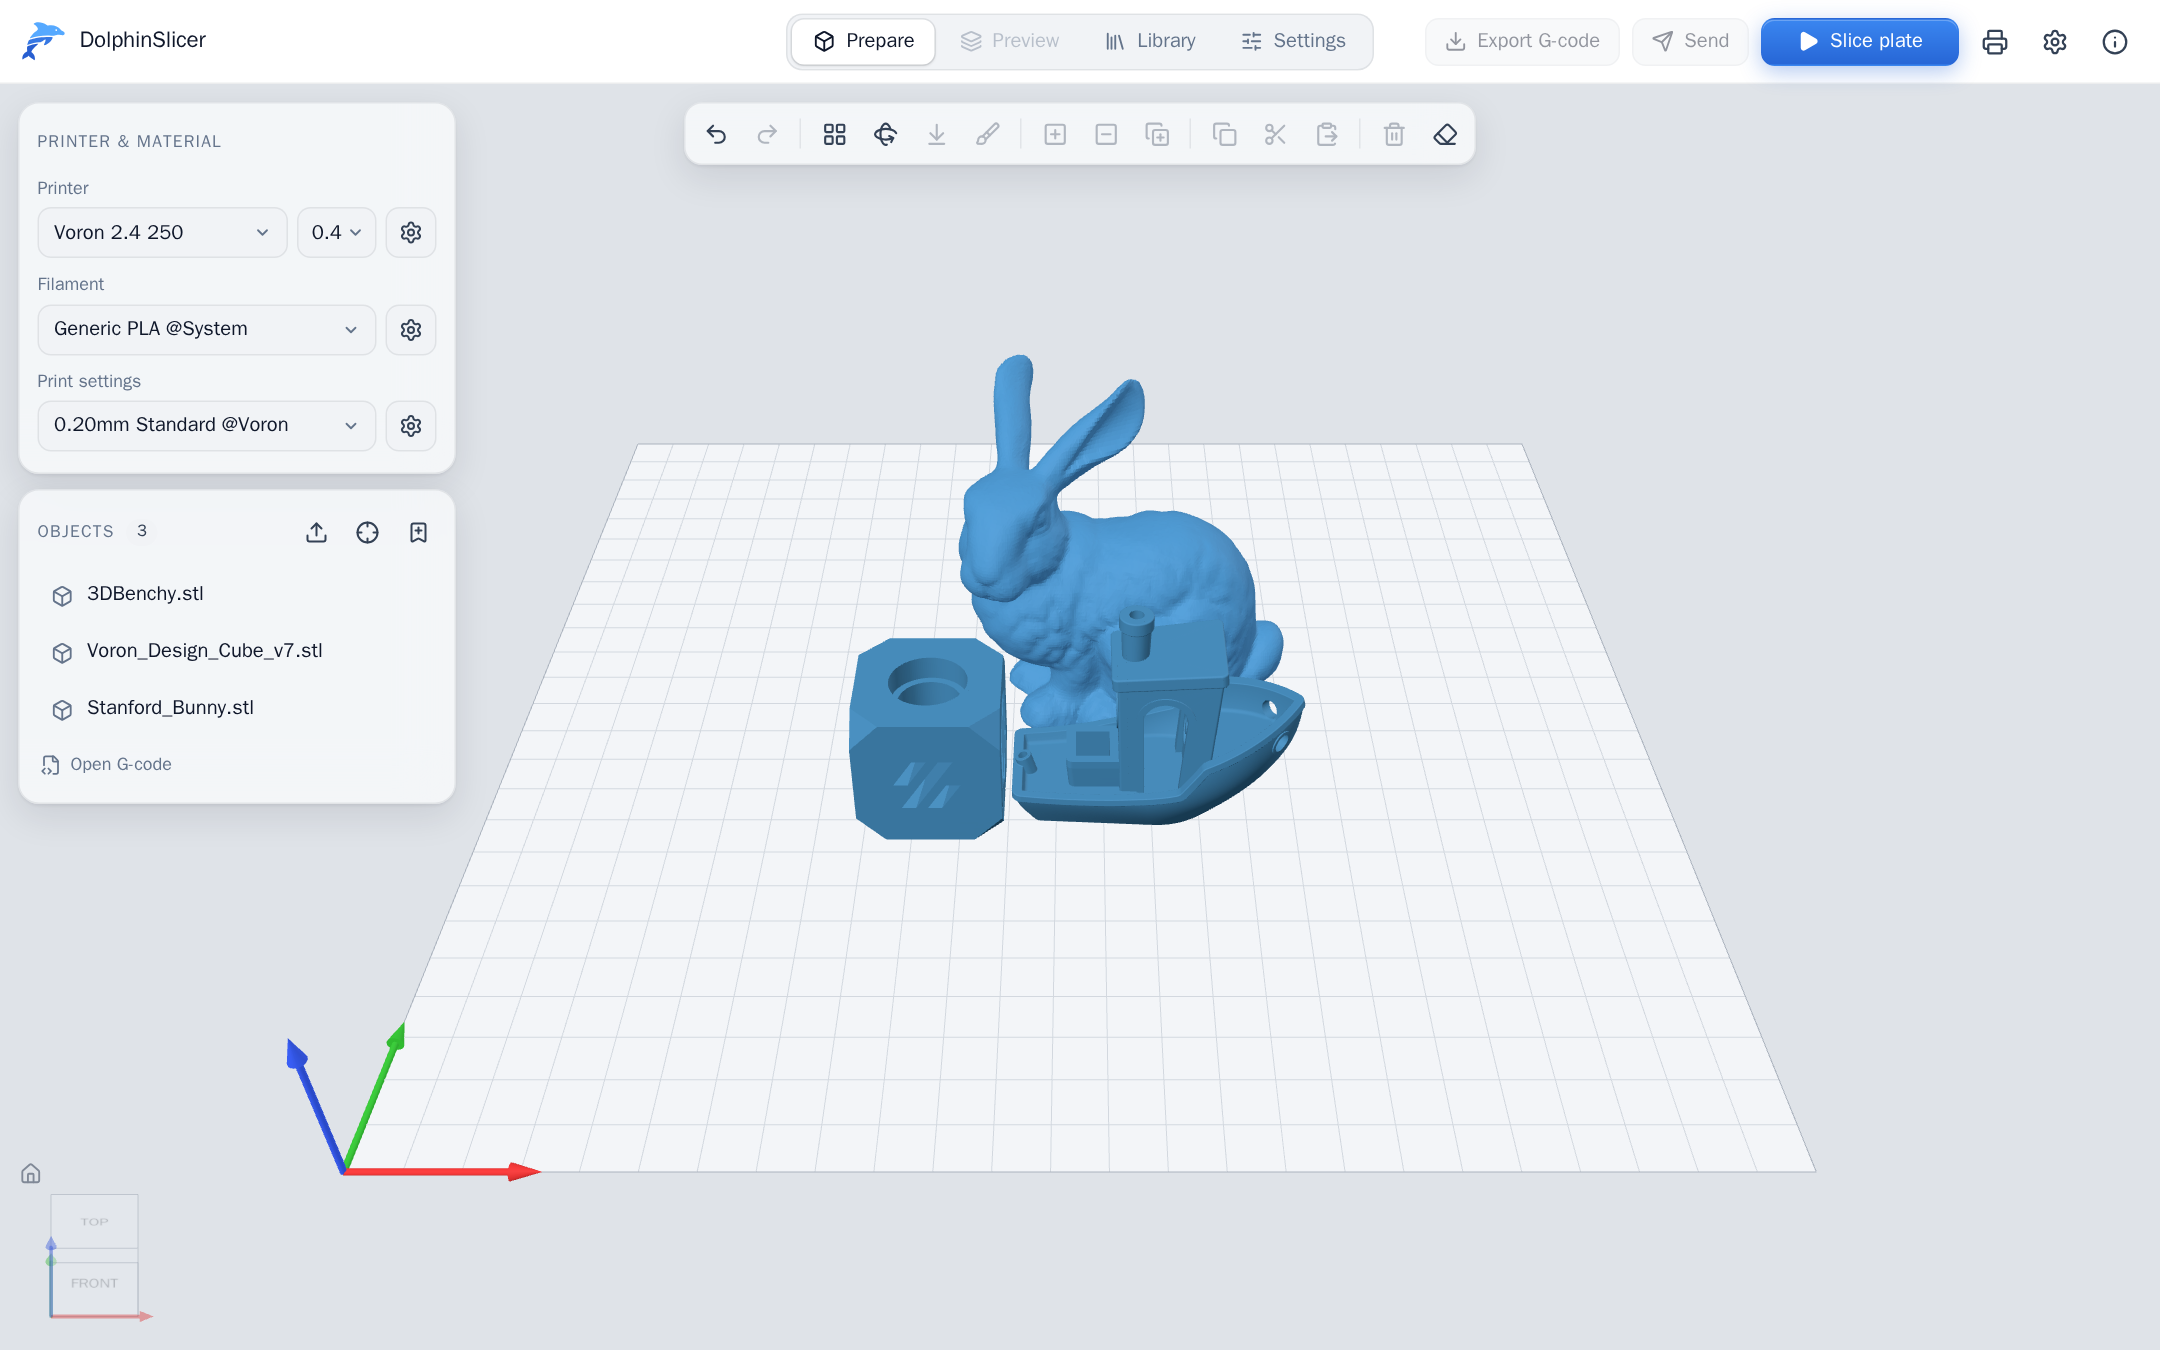 DolphinSlicer
Prepare
Preview
Library
Settings
Export G-code
Send
Slice plate
PRINTER & MATERIAL
Printer
Voron 2.4 250
0.4
Filament
Generic PLA @System
Print settings
0.20mm Standard @Voron
OBJECTS 3
3DBenchy.stl
Voron_Design_Cube_v7.stl
Stanford_Bunny.stl
Open G-code
TOP
FRONT